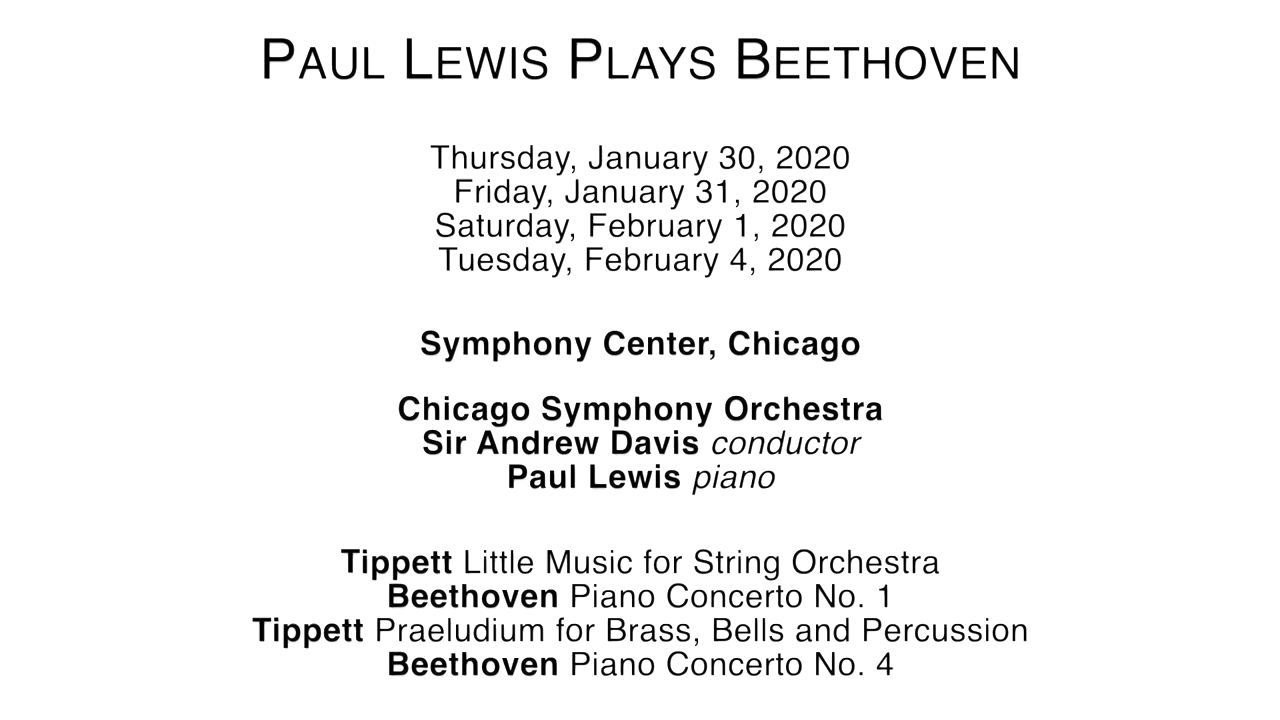 PAUL LEWIS PLAYS BEETHOVEN
Thursday, January 30, 2020
Friday, January 31, 2020
Saturday, February 1, 2020
Tuesday, February 4, 2020
Symphony Center, Chicago
Chicago Symphony Orchestra
Sir Andrew Davis conductor
Paul Lewis piano
Tippett Little Music for String Orchestra
Beethoven Piano Concerto No. 1
Tippett Praeludium for Brass, Bells and Percussion
Beethoven Piano Concerto No. 4